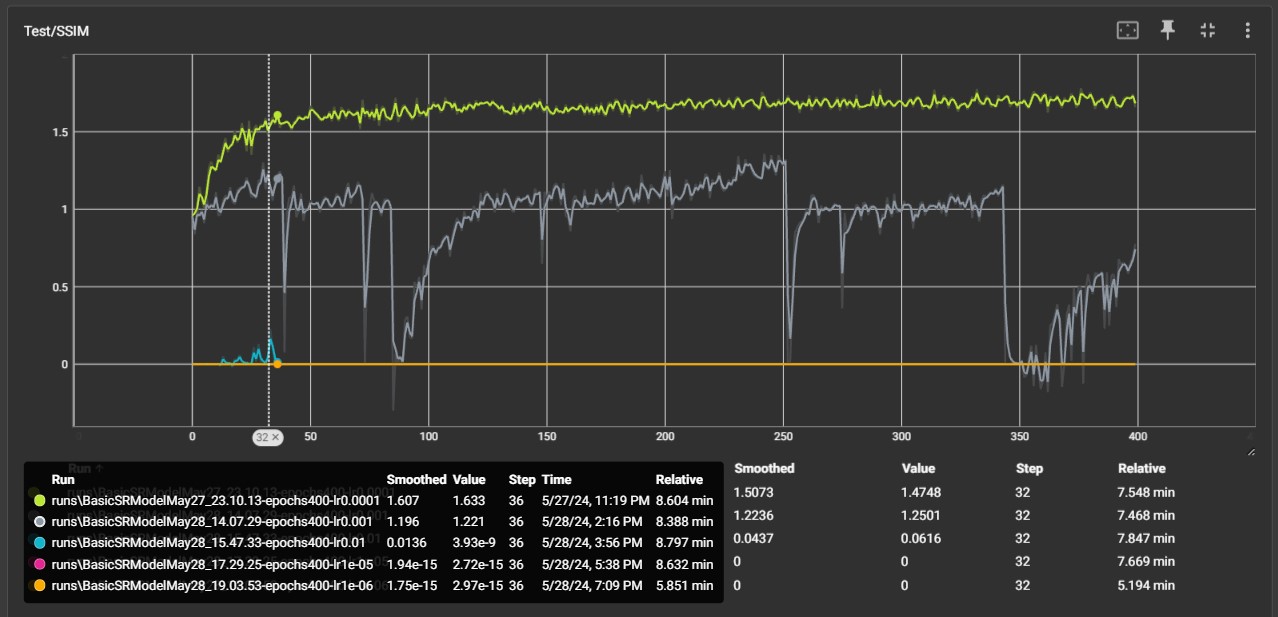 Test/SSIM
1.5
1
0.5
0
0 32 × 50 100 150 200 250 300 350 400
Run ↑
Run Smoothed Value Step Time Relative
runs\BasicSRModelMay27_23.10.13-epochs400-lr0.0001 1.607 1.633 36 5/27/24, 11:19 PM 8.604 min
runs\BasicSRModelMay28_14.07.29-epochs400-lr0.001 1.196 1.221 36 5/28/24, 2:16 PM 8.388 min
runs\BasicSRModelMay28_15.47.33-epochs400-lr0.01 0.0136 3.93e-9 36 5/28/24, 3:56 PM 8.797 min
runs\BasicSRModelMay28_17.29.25-epochs400-lr1e-05 1.94e-15 2.72e-15 36 5/28/24, 5:38 PM 8.632 min
runs\BasicSRModelMay28_19.03.53-epochs400-lr1e-06 1.75e-15 2.97e-15 36 5/28/24, 7:09 PM 5.851 min
Smoothed Value Step Relative
1.5073 1.4748 32 7.548 min
1.2236 1.2501 32 7.468 min
0.0437 0.0616 32 7.847 min
0 0 32 7.669 min
0 0 32 5.194 min